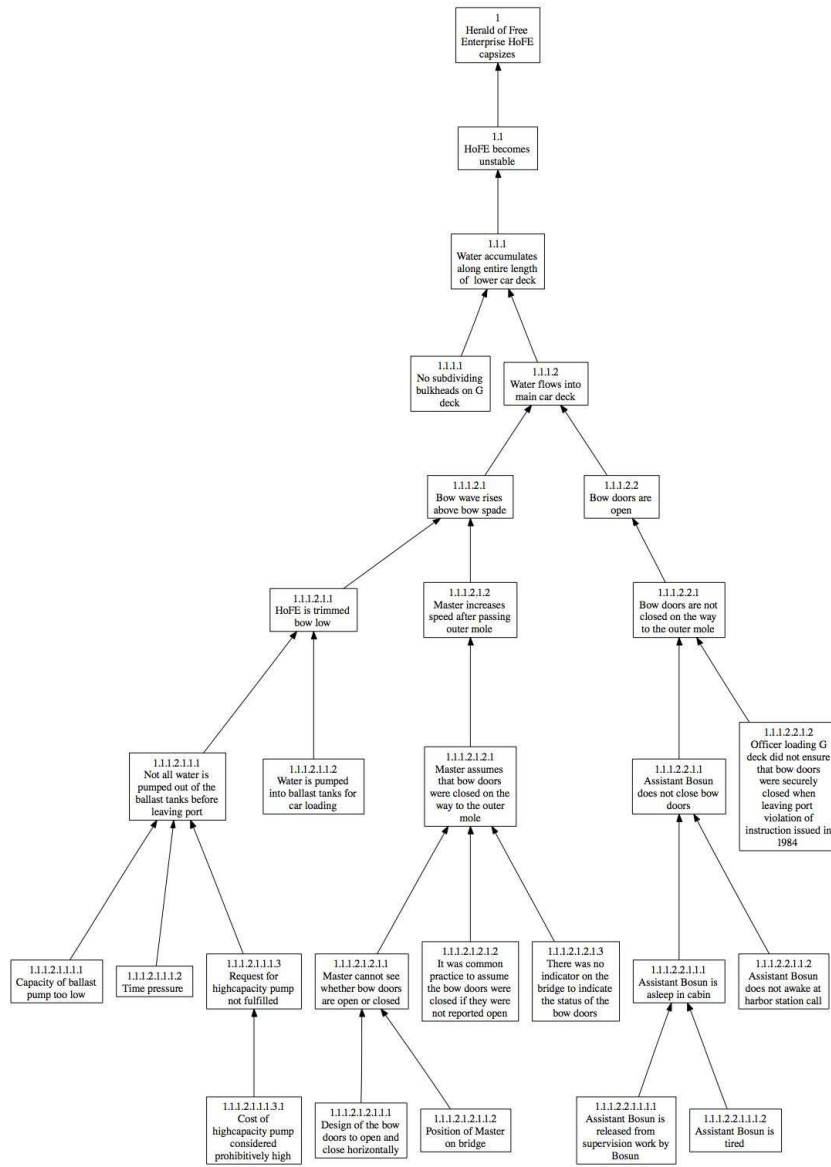 1
Herald of Free
Enterprise HoFE
capsizes
1.1
HoFE becomes
unstable
1.1.1
Water accumulates
along entire length
of lower car deck
1.1.1.1
No subdividing
bulkheads on G
deck
1.1.1.2
Water flows into
main car deck
1.1.1.2.1
Bow wave rises
above bow spade
1.1.1.2.2
Bow doors are
open
1.1.1.2.1.1
HoFE is trimmed
bow low
1.1.1.2.1.2
Master increases
speed after passing
outer mole
1.1.1.2.2.1
Bow doors are not
closed on the way
to the outer mole
1.1.1.2.1.1.1
Not all water is
pumped out of the
ballast tanks before
leaving port
1.1.1.2.1.1.2
Water is pumped
into ballast tanks for
car loading
1.1.1.2.1.2.1
Master assumes
that bow doors
were closed on the
way to the outer
mole
1.1.1.2.2.1.1
Assistant Bosun
does not close bow
doors
1.1.1.2.2.1.2
Officer loading G
deck did not ensure
that bow doors
were securely
closed when
leaving port
violation of
instruction issued in
1984
1.1.1.2.1.1.1.1
Capacity of ballast
pump too low
1.1.1.2.1.1.1.2
Time pressure
1.1.1.2.1.1.1.3
Request for
highcapacity pump
not fulfilled
1.1.1.2.1.2.1.1
Master cannot see
whether bow doors
are open or closed
1.1.1.2.1.2.1.2
It was common
practice to assume
the bow doors were
closed if they were
not reported open
1.1.1.2.1.2.1.3
There was no
indicator on the
bridge to indicate
the status of the
bow doors
1.1.1.2.2.1.1.1
Assistant Bosun is
asleep in cabin
1.1.1.2.2.1.1.2
Assistant Bosun
does not awake at
harbor station call
1.1.1.2.1.1.1.3.1
Cost of
highcapacity pump
considered
prohibitively high
1.1.1.2.1.2.1.1.1
Design of the bow
doors to open and
close horizontally
1.1.1.2.1.2.1.1.2
Position of Master
on bridge
1.1.1.2.2.1.1.1.1
Assistant Bosun is
released from
supervision work by
Bosun
1.1.1.2.2.1.1.1.2
Assistant Bosun is
tired